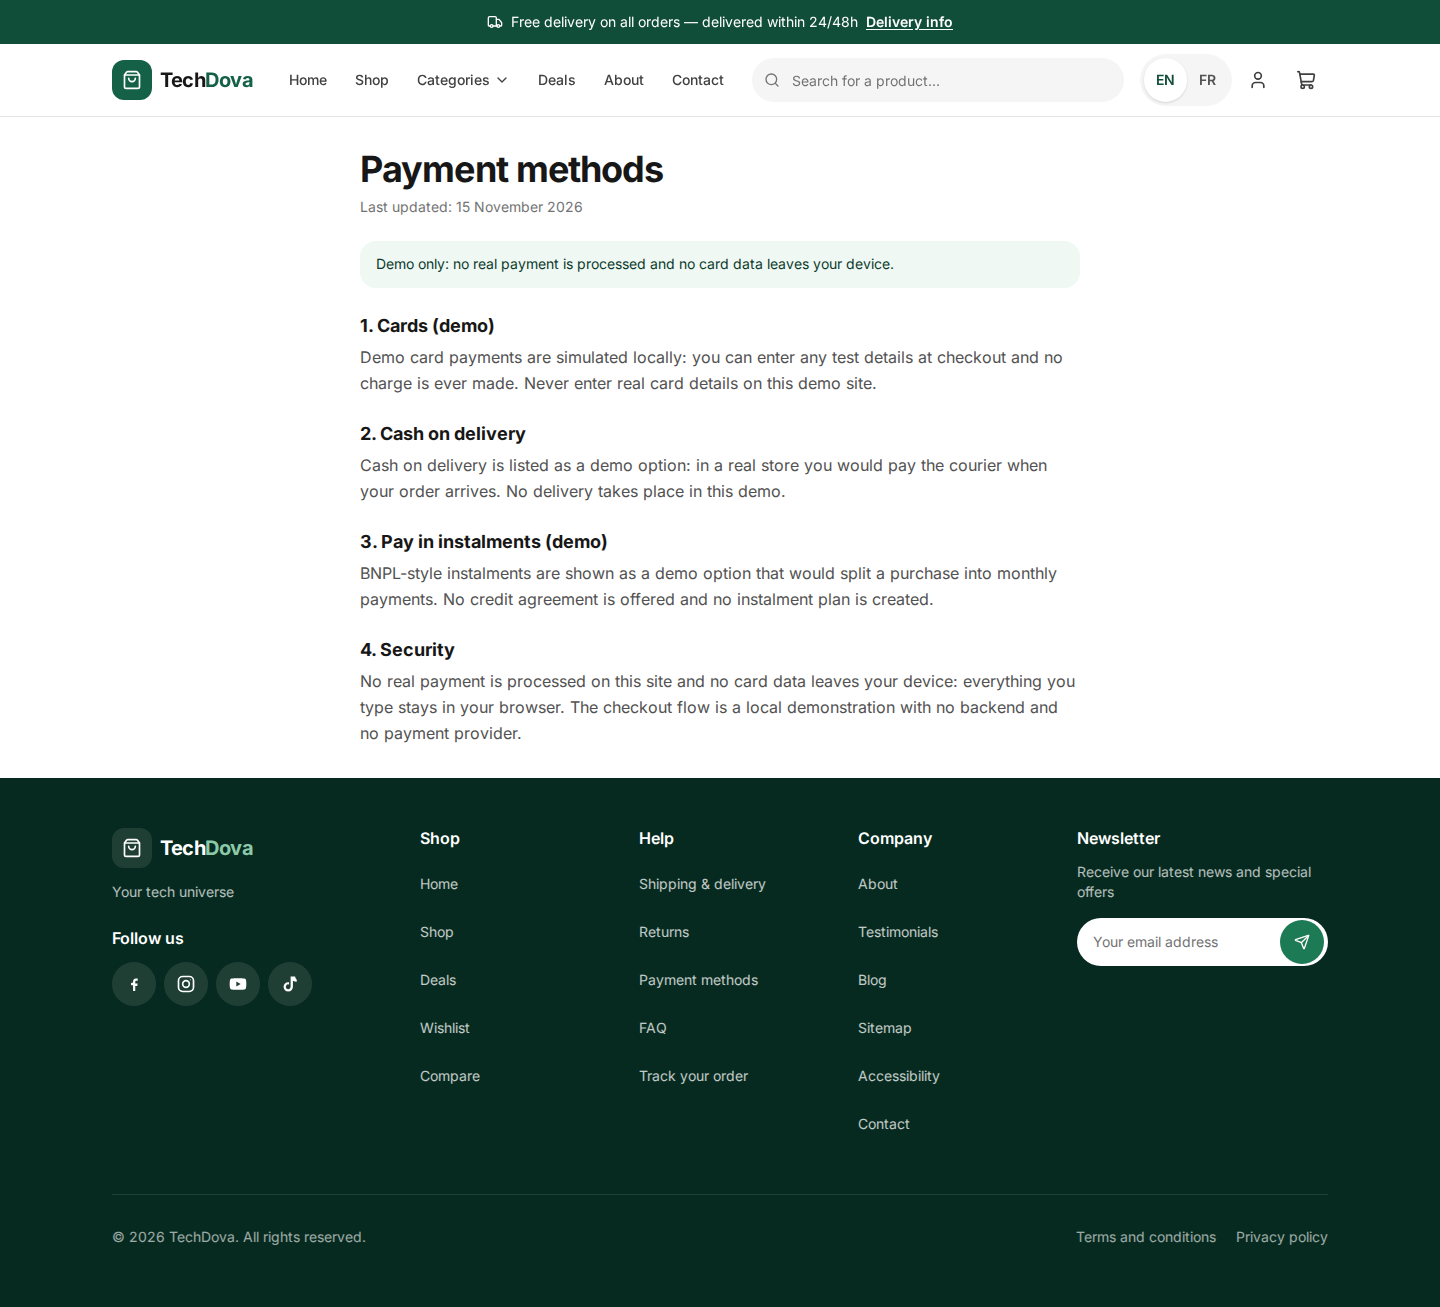 Free delivery on all orders — delivered within 24/48h Delivery info
TechDova Home Shop Categories Deals About Contact Search for a product... EN FR
Payment methods
Last updated: 15 November 2026
Demo only: no real payment is processed and no card data leaves your device.
1. Cards (demo)
Demo card payments are simulated locally: you can enter any test details at checkout and no
charge is ever made. Never enter real card details on this demo site.
2. Cash on delivery
Cash on delivery is listed as a demo option: in a real store you would pay the courier when
your order arrives. No delivery takes place in this demo.
3. Pay in instalments (demo)
BNPL-style instalments are shown as a demo option that would split a purchase into monthly
payments. No credit agreement is offered and no instalment plan is created.
4. Security
No real payment is processed on this site and no card data leaves your device: everything you
type stays in your browser. The checkout flow is a local demonstration with no backend and
no payment provider.
TechDova
Your tech universe
Follow us
Shop
Home
Shop
Deals
Wishlist
Compare
Help
Shipping & delivery
Returns
Payment methods
FAQ
Track your order
Company
About
Testimonials
Blog
Sitemap
Accessibility
Contact
Newsletter
Receive our latest news and special
offers
Your email address
© 2026 TechDova. All rights reserved.
Terms and conditions Privacy policy